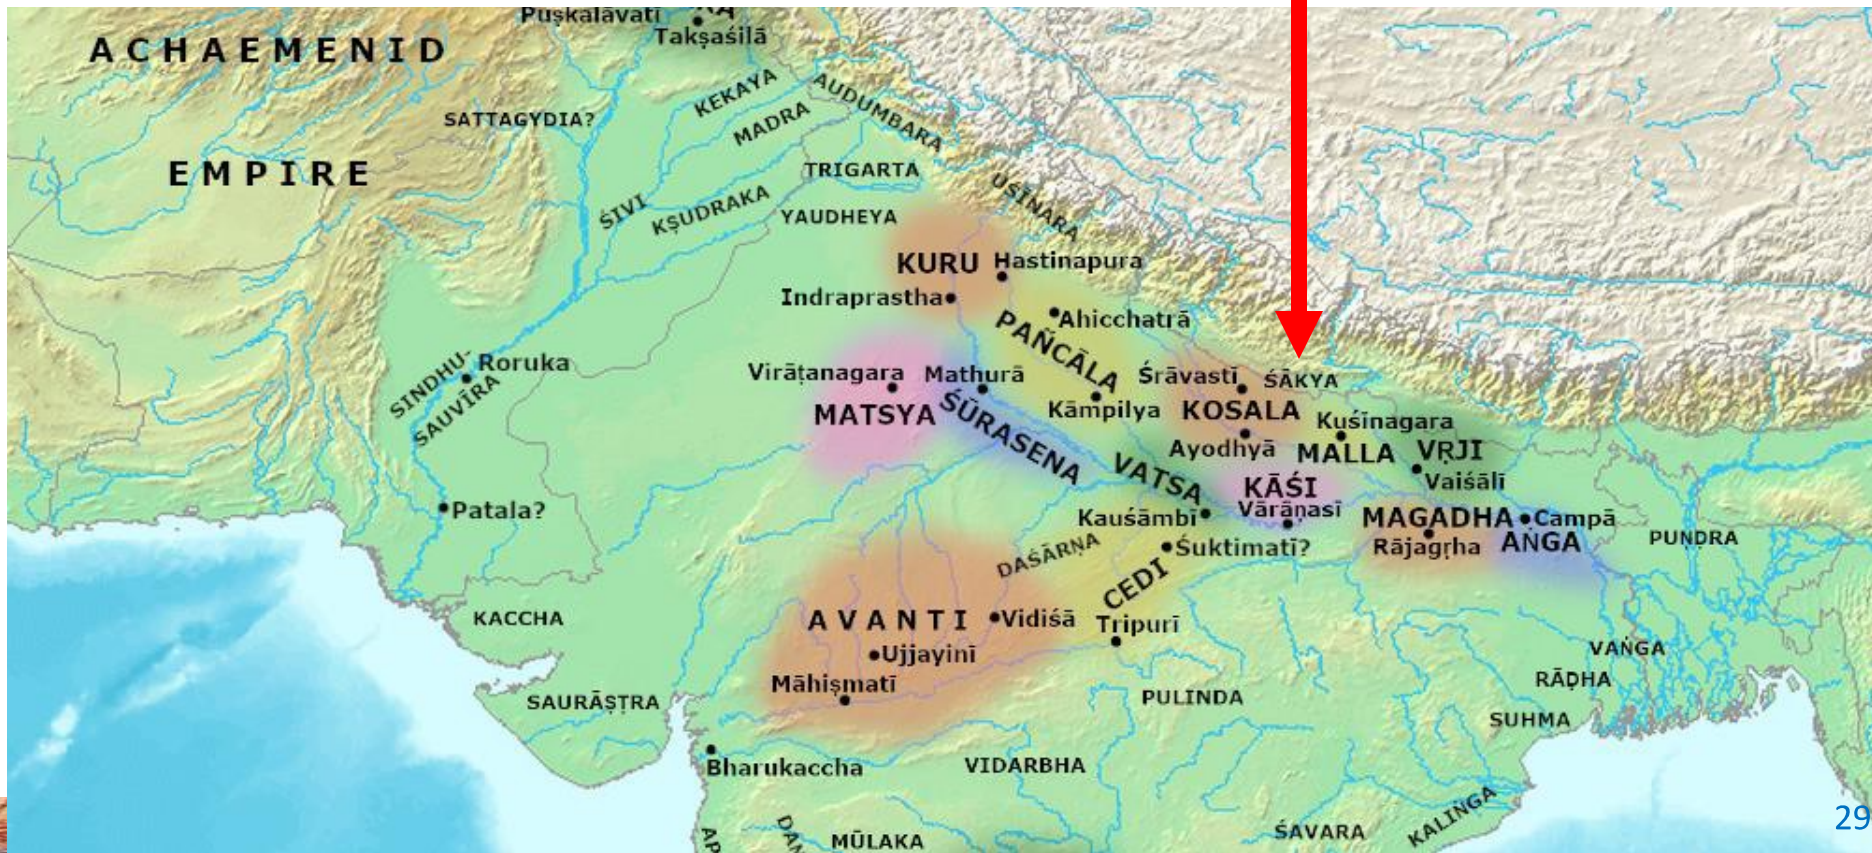 Puṣkalāvatī
Takṣaśilā
ACHAEMENID
EMPIRE
SATTAGYDIA?
KEKAYA
MADRA
AUDUMBARA
TRIGARTA
ŚIVI
KṢUDRAKA
YAUDHEYA
USĪNARA
KURU
Hastinapura
Indraprastha
Ahicchatrā
PAÑCĀLA
SINDHU-
SAUVĪRA
Roruka
Virāṭanagara
Mathurā
Śrāvastī
ŚĀKYA
MATSYA
ŚŪRASENA
Kāmpilya
KOSALA
Kuśīnagara
Ayodhyā
MALLA
VṚJI
VATSA
KĀŚI
Vaiśālī
Patala?
Kauśāmbī
Vārāṇasī
MAGADHA
Campā
Rājagṛha
AṄGA
PUṆḌRA
DAŚĀRṆA
Śuktimatī?
CEDI
KACCHA
AVANTI
Vidiśā
Tripurī
Ujjayinī
VAṄGA
Māhiṣmatī
RĀḌHA
SAURĀṢṬRA
PULINDA
SUHMA
Bharukaccha
VIDARBHA
KALIṄGA
ŚAVARA
MŪLAKA
29